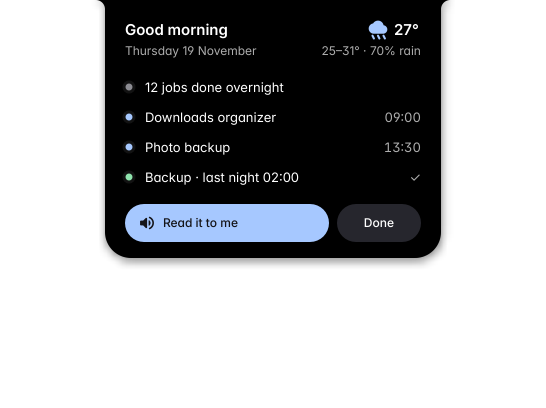 Good morning
27°
Thursday 19 November
25–31° · 70% rain
12 jobs done overnight
Downloads organizer
09:00
Photo backup
13:30
Backup · last night 02:00
✓
Read it to me
Done